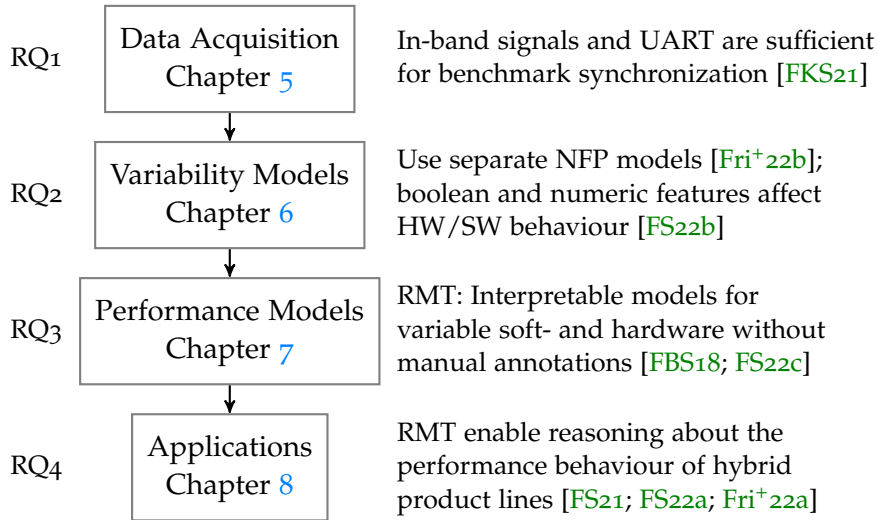 RQ1
Data Acquisition
Chapter 5
In-band signals and UART are sufficient
for benchmark synchronization [FKS21]
RQ2
Variability Models
Chapter 6
Use separate NFP models [Fri+22b];
boolean and numeric features affect
HW/SW behaviour [FS22b]
RQ3
Performance Models
Chapter 7
RMT: Interpretable models for
variable soft- and hardware without
manual annotations [FBS18; FS22c]
RQ4
Applications
Chapter 8
RMT enable reasoning about the
performance behaviour of hybrid
product lines [FS21; FS22a; Fri+22a]